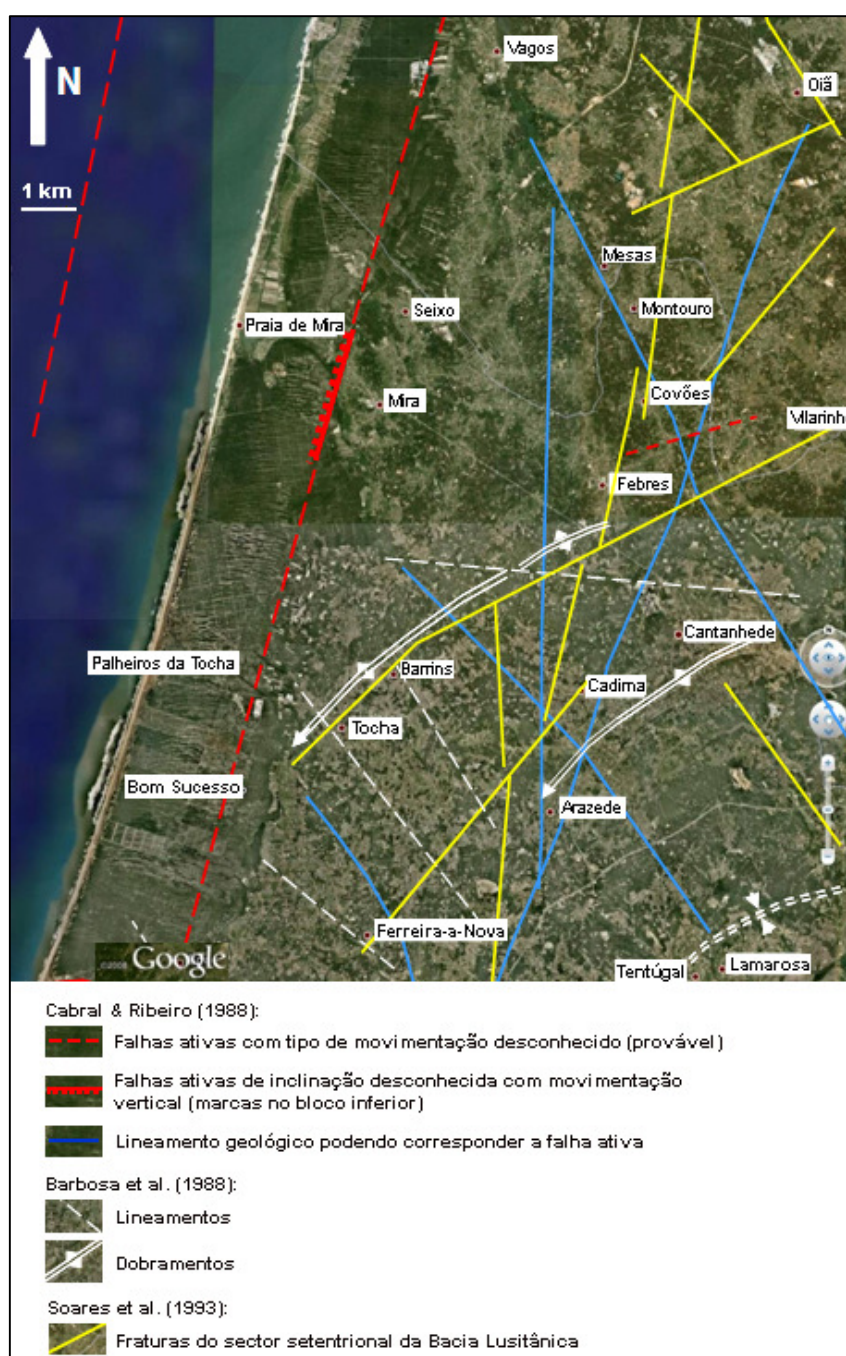 Vagos
Oiã
N
1 km
Mesas
Montouro
Seixo
Praia de Mira
Covões
Mira
Vilarinho
Febres
Cantanhede
Palheiros da Tocha
Barrins
Cadima
Tocha
Bom Sucesso
Arazede
Ferreira-a-Nova
Google
Tentúgal
Lamarosa
Cabral & Ribeiro (1988):
Falhas ativas com tipo de movimentação desconhecido (provável)
Falhas ativas de inclinação desconhecida com movimentação
vertical (marcas no bloco inferior)
Lineamento geológico podendo corresponder a falha ativa
Barbosa et al. (1988):
Lineamentos
Dobramentos
Soares et al. (1993):
Fraturas do sector setentrional da Bacia Lusitânica